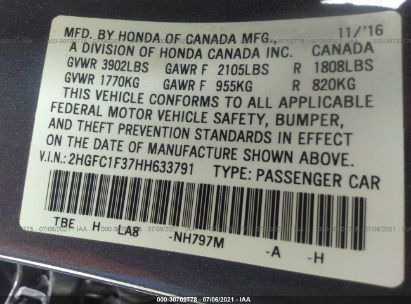 MFD. BY HONDA OF CANADA MFG., 11/'16
A DIVISION OF HONDA CANADA INC. CANADA
GVWR 3902LBS GAWR F 2105LBS R 1808LBS
GVWR 1770KG GAWR F 955KG R 820KG
THIS VEHICLE CONFORMS TO ALL APPLICABLE
FEDERAL MOTOR VEHICLE SAFETY, BUMPER,
AND THEFT PREVENTION STANDARDS IN EFFECT
ON THE DATE OF MANUFACTURE SHOWN ABOVE.
V.I.N.: 2HGFC1F37HH633791 TYPE: PASSENGER CAR
TBF H LA8 -NH797M -A -H
ID: 30702778 - 07/06/2021 - IAA